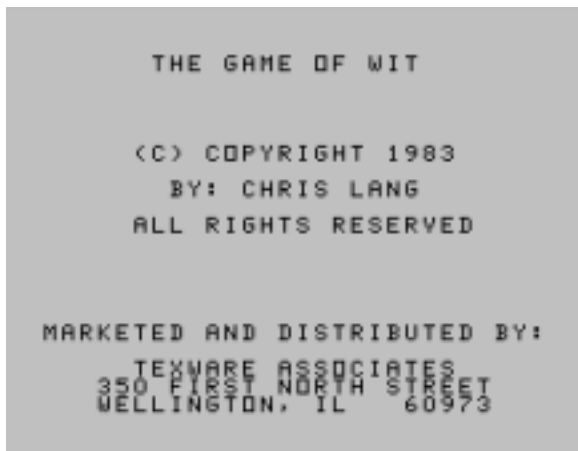 THE GAME OF WIT
(C) COPYRIGHT 1983
BY: CHRIS LANG
ALL RIGHTS RESERVED
MARKETED AND DISTRIBUTED BY:
TEXWARE ASSOCIATES
350 FIRST NORTH STREET
WELLINGTON, IL 60973